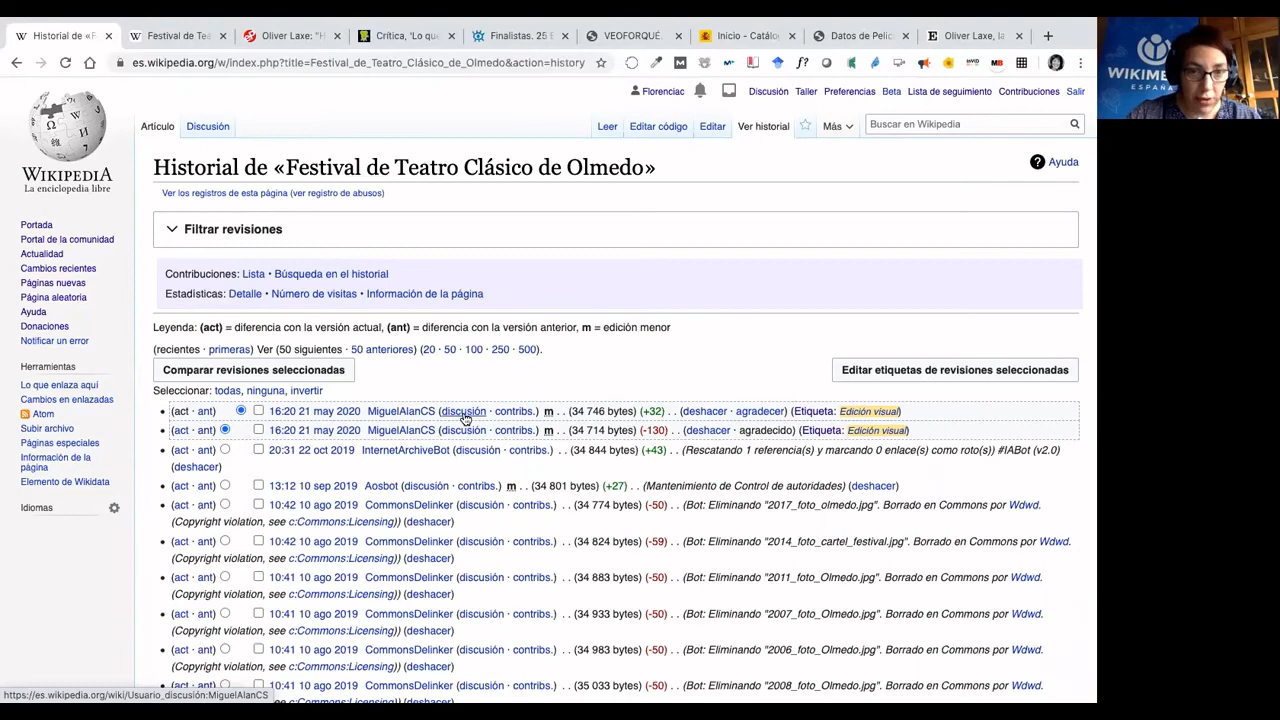 Historial de «F
Festival de Tea
Oliver Laxe: "H
Crítica, 'Lo que
Finalistas. 25 E
VEOFORQUÉ.
Inicio - Catálog
Datos de Pelíc
Oliver Laxe, la
es.wikipedia.org/w/index.php?title=Festival_de_Teatro_Clásico_de_Olmedo&action=history
WIKIMEDIA
ESPAÑA
Florenciac
Discusión
Taller
Preferencias
Beta
Lista de seguimiento
Contribuciones
Salir
WIKIPEDIA
La enciclopedia libre
Artículo
Discusión
Leer
Editar código
Editar
Ver historial
Más
Buscar en Wikipedia
Historial de «Festival de Teatro Clásico de Olmedo»
Ayuda
Ver los registros de esta página (ver registro de abusos)
Filtrar revisiones
Portada
Portal de la comunidad
Actualidad
Cambios recientes
Páginas nuevas
Página aleatoria
Ayuda
Donaciones
Notificar un error
Herramientas
Lo que enlaza aquí
Cambios en enlazadas
Atom
Subir archivo
Páginas especiales
Información de la
página
Elemento de Wikidata
Idiomas
Contribuciones: Lista • Búsqueda en el historial
Estadísticas: Detalle • Número de visitas • Información de la página
Leyenda: (act) = diferencia con la versión actual, (ant) = diferencia con la versión anterior, m = edición menor
(recientes · primeras) Ver (50 siguientes · 50 anteriores) (20 · 50 · 100 · 250 · 500).
Comparar revisiones seleccionadas
Editar etiquetas de revisiones seleccionadas
Seleccionar: todas, ninguna, invertir
(act · ant) 16:20 21 may 2020 MiguelAlanCS (discusión · contribs.) m . . (34 746 bytes) (+32) . . (deshacer · agradecer) (Etiqueta: Edición visual)
(act · ant) 16:20 21 may 2020 MiguelAlanCS (discusión · contribs.) m . . (34 714 bytes) (-130) . . (deshacer · agradecido) (Etiqueta: Edición visual)
(act · ant) 20:31 22 oct 2019 InternetArchiveBot (discusión · contribs.) . . (34 844 bytes) (+43) . . (Rescatando 1 referencia(s) y marcando 0 enlace(s) como roto(s)) #IABot (v2.0)
(deshacer)
(act · ant) 13:12 10 sep 2019 Aosbot (discusión · contribs.) m . . (34 801 bytes) (+27) . . (Mantenimiento de Control de autoridades) (deshacer)
(act · ant) 10:42 10 ago 2019 CommonsDelinker (discusión · contribs.) . . (34 774 bytes) (-50) . . (Bot: Eliminando "2017_foto_olmedo.jpg". Borrado en Commons por Wdwd.
(Copyright violation, see c:Commons:Licensing)) (deshacer)
(act · ant) 10:42 10 ago 2019 CommonsDelinker (discusión · contribs.) . . (34 824 bytes) (-59) . . (Bot: Eliminando "2014_foto_cartel_festival.jpg". Borrado en Commons por Wdwd.
(Copyright violation, see c:Commons:Licensing)) (deshacer)
(act · ant) 10:41 10 ago 2019 CommonsDelinker (discusión · contribs.) . . (34 883 bytes) (-50) . . (Bot: Eliminando "2011_foto_Olmedo.jpg". Borrado en Commons por Wdwd.
(Copyright violation, see c:Commons:Licensing)) (deshacer)
(act · ant) 10:41 10 ago 2019 CommonsDelinker (discusión · contribs.) . . (34 933 bytes) (-50) . . (Bot: Eliminando "2007_foto_Olmedo.jpg". Borrado en Commons por Wdwd.
(Copyright violation, see c:Commons:Licensing)) (deshacer)
(act · ant) 10:41 10 ago 2019 CommonsDelinker (discusión · contribs.) . . (34 983 bytes) (-50) . . (Bot: Eliminando "2006_foto_Olmedo.jpg". Borrado en Commons por Wdwd.
(Copyright violation, see c:Commons:Licensing)) (deshacer)
(act · ant) 10:41 10 ago 2019 CommonsDelinker (discusión · contribs.) . . (35 033 bytes) (-50) . . (Bot: Eliminando "2008_foto_Olmedo.jpg". Borrado en Commons por Wdwd.
https://es.wikipedia.org/wiki/Usuario_discusión:MiguelAlanCS